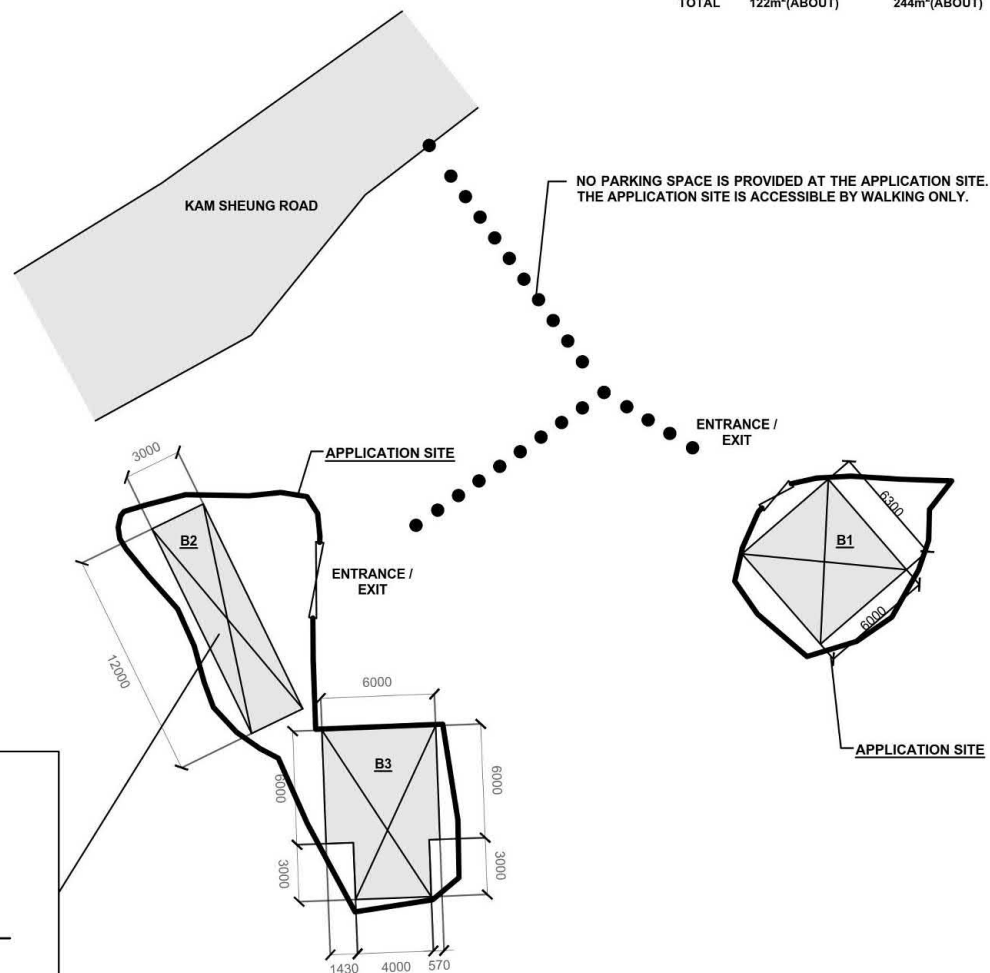 TOTAL 122m²(ABOUT) 244m²(ABOUT)
KAM SHEUNG ROAD
NO PARKING SPACE IS PROVIDED AT THE APPLICATION SITE.
THE APPLICATION SITE IS ACCESSIBLE BY WALKING ONLY.
ENTRANCE /
EXIT
3000
APPLICATION SITE
B2
6300
B1
ENTRANCE /
EXIT
6000
12000
6000
APPLICATION SITE
B3
6000
6000
3000
3000
1430 4000 570